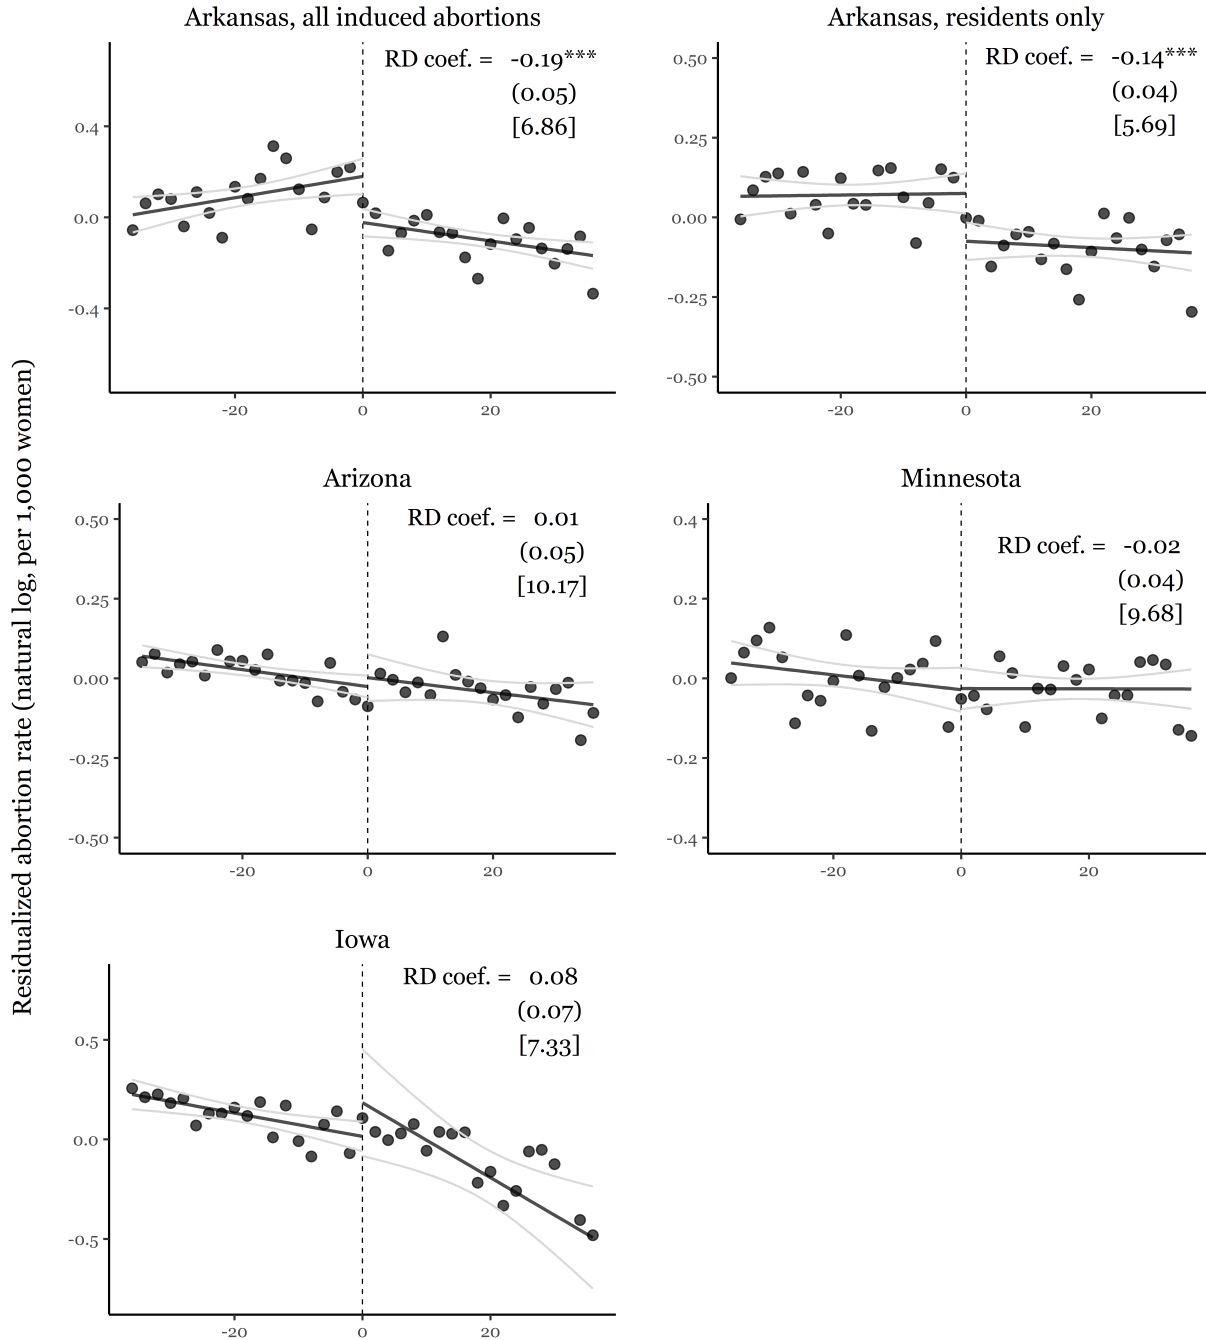 Residualized abortion rate (natural log, per 1,000 women)
Arkansas, all induced abortions
RD coef. = -0.19***
(0.05)
[6.86]
0.4
0.0
-0.4
-20 0 20
Arkansas, residents only
RD coef. = -0.14***
(0.04)
[5.69]
0.50
0.25
0.00
-0.25
-0.50
-20 0 20
Arizona
RD coef. = 0.01
(0.05)
[10.17]
0.50
0.25
0.00
-0.25
-0.50
-20 0 20
Minnesota
RD coef. = -0.02
(0.04)
[9.68]
0.4
0.2
0.0
-0.2
-0.4
-20 0 20
Iowa
RD coef. = 0.08
(0.07)
[7.33]
0.5
0.0
-0.5
-20 0 20